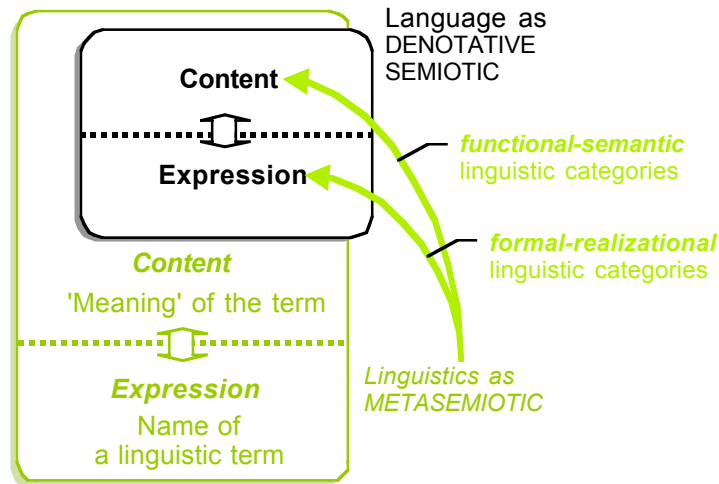 Language as
DENOTATIVE
SEMIOTIC
Content
Expression
functional-semantic
linguistic categories
formal-realizational
linguistic categories
Content
'Meaning' of the term
Linguistics as
METASEMIOTIC
Expression
Name of
a linguistic term